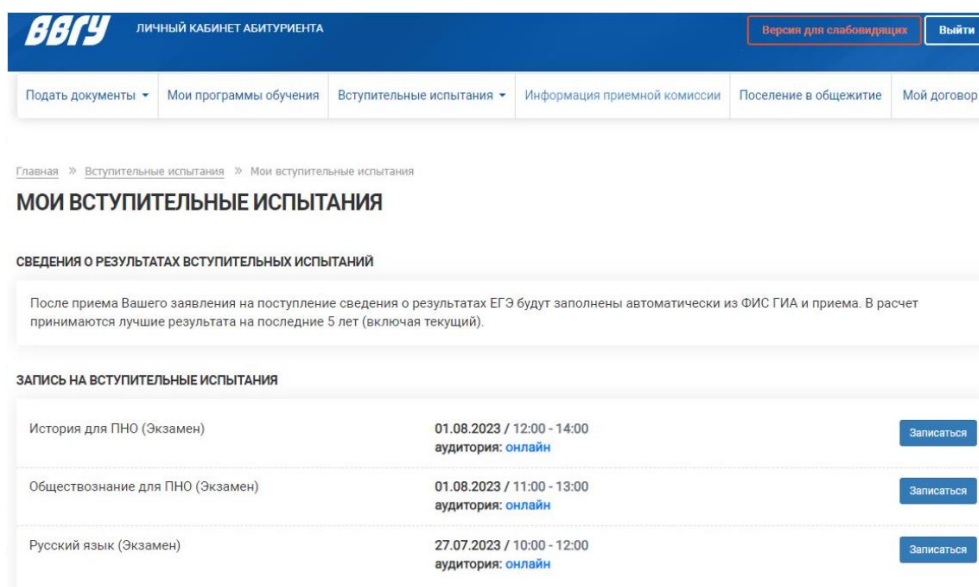 ВВГУ ЛИЧНЫЙ КАБИНЕТ АБИТУРИЕНТА Версия для слабовидящих Выйти
Подать документы Мои программы обучения Вступительные испытания Информация приемной комиссии Поселение в общежитие Мой договор
Главная » Вступительные испытания » Мои вступительные испытания
МОИ ВСТУПИТЕЛЬНЫЕ ИСПЫТАНИЯ
СВЕДЕНИЯ О РЕЗУЛЬТАТАХ ВСТУПИТЕЛЬНЫХ ИСПЫТАНИЙ
После приема Вашего заявления на поступление сведения о результатах ЕГЭ будут заполнены автоматически из ФИС ГИА и приема. В расчет
принимаются лучшие результата на последние 5 лет (включая текущий).
ЗАПИСЬ НА ВСТУПИТЕЛЬНЫЕ ИСПЫТАНИЯ
История для ПНО (Экзамен) 01.08.2023 / 12:00 - 14:00 Записаться
аудитория: онлайн
Обществознание для ПНО (Экзамен) 01.08.2023 / 11:00 - 13:00 Записаться
аудитория: онлайн
Русский язык (Экзамен) 27.07.2023 / 10:00 - 12:00 Записаться
аудитория: онлайн